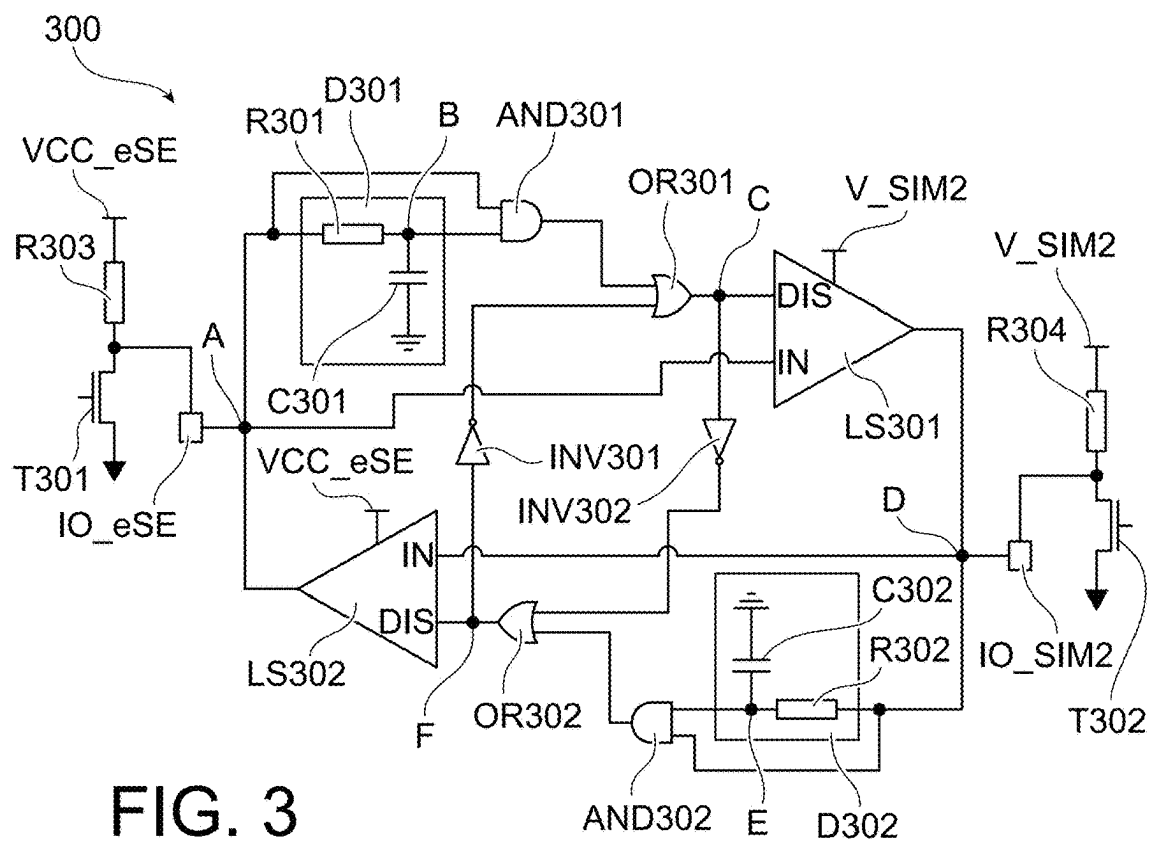 300
D301
R301
B
AND301
VCC_eSE
OR301
C
V_SIM2
V_SIM2
R303
DIS
R304
A
IN
C301
LS301
T301
VCC_eSE
INV301
IO_eSE
INV302
D
IN
C302
DIS
LS302
R302
IO_SIM2
OR302
T302
F
AND302
E
D302
FIG. 3